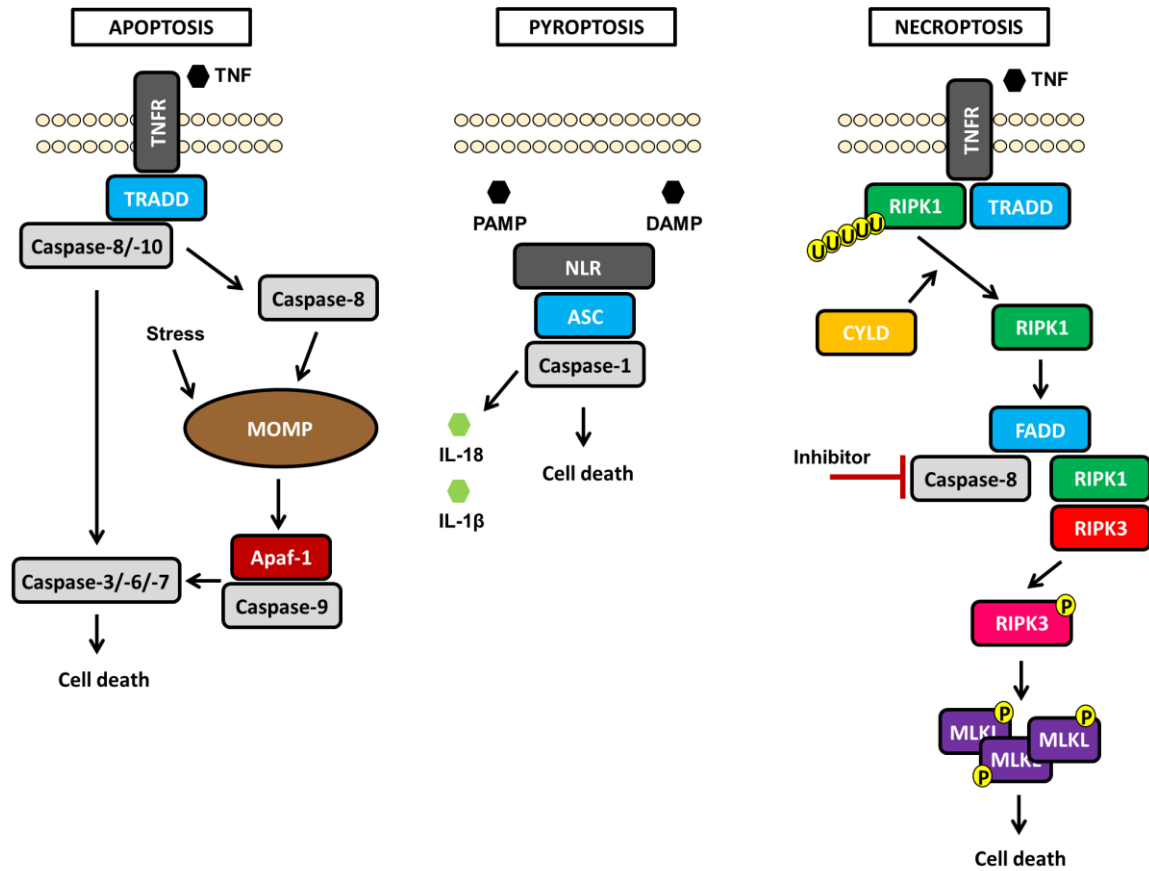 APOPTOSIS
TNF
TNFR
TRADD
Caspase-8/-10
Caspase-8
Stress
MOMP
Apaf-1
Caspase-9
Caspase-3/-6/-7
Cell death
PYROPTOSIS
PAMP
DAMP
NLR
ASC
Caspase-1
IL-18
IL-1β
Cell death
NECROPTOSIS
TNF
TNFR
RIPK1
TRADD
U U U U U
CYLD
RIPK1
FADD
Inhibitor
Caspase-8
RIPK1
RIPK3
RIPK3
P
MLKL
P
MLKL
P
MLKL
P
Cell death